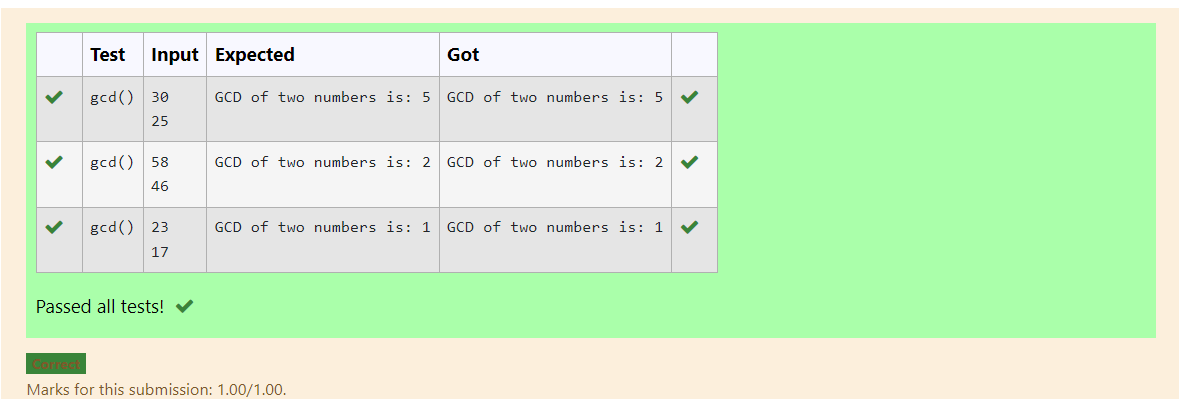 Test Input Expected Got
gcd() 30 GCD of two numbers is: 5 GCD of two numbers is: 5
25
gcd() 58 GCD of two numbers is: 2 GCD of two numbers is: 2
46
gcd() 23 GCD of two numbers is: 1 GCD of two numbers is: 1
17
Passed all tests!
Correct
Marks for this submission: 1.00/1.00.